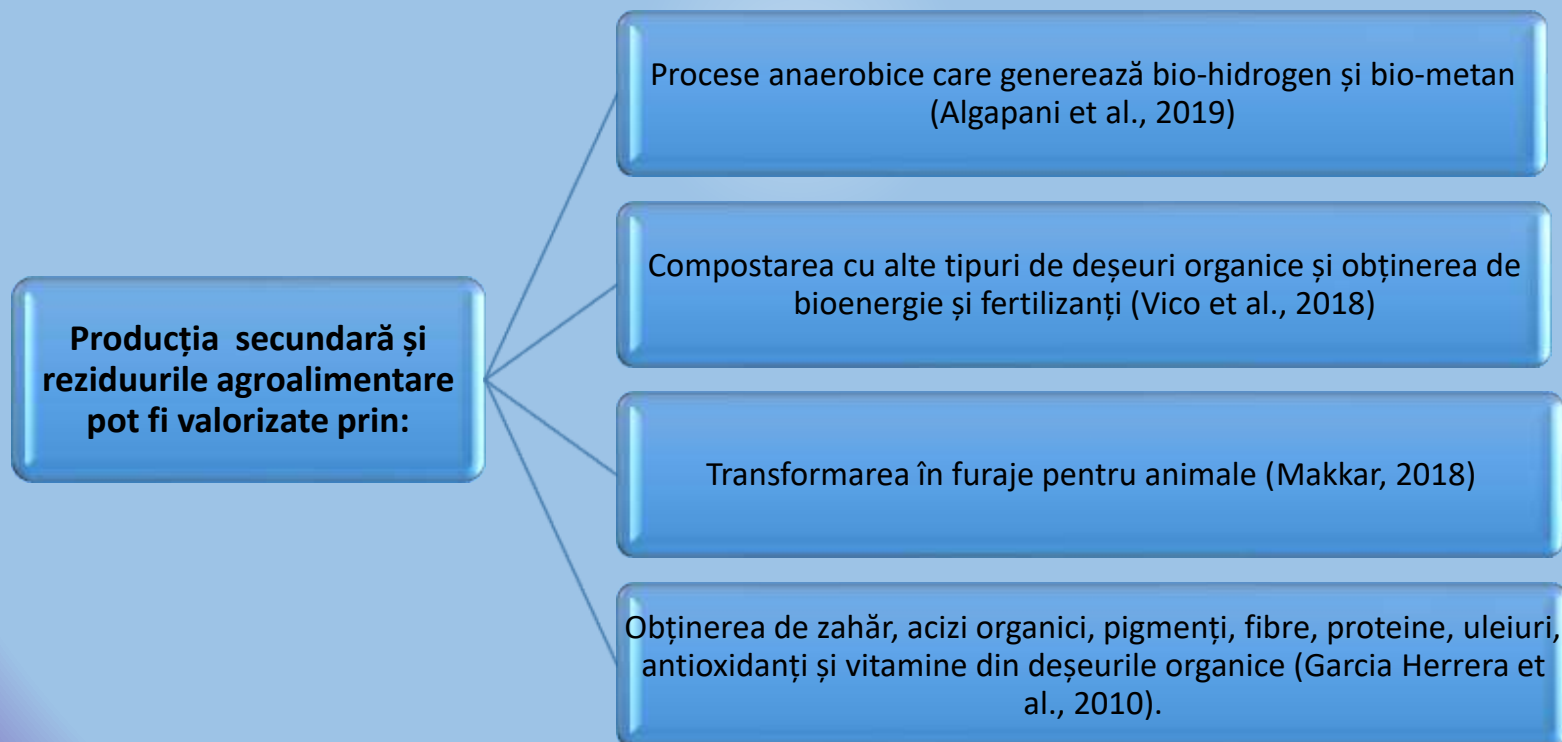 Producția  secundară și
reziduurile agroalimentare
pot fi valorizate prin:
Procese anaerobice care generează bio-hidrogen și bio-metan
(Algapani et al., 2019)
Compostarea cu alte tipuri de deșeuri organice și obținerea de
bioenergie și fertilizanți (Vico et al., 2018)
Transformarea în furaje pentru animale (Makkar, 2018)
Obținerea de zahăr, acizi organici, pigmenți, fibre, proteine, uleiuri,
antioxidanți și vitamine din deșeurile organice (Garcia Herrera et
al., 2010).